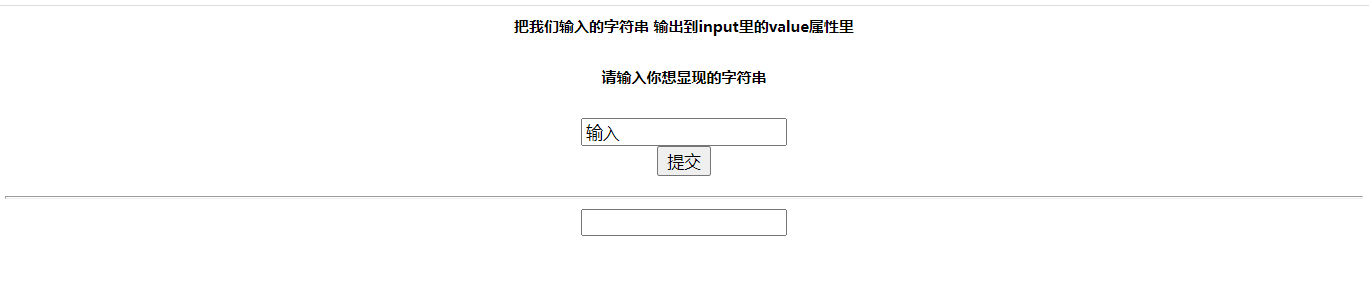 把我们输入的字符串 输出到input里的value属性里
请输入你想显现的字符串
输入
提交